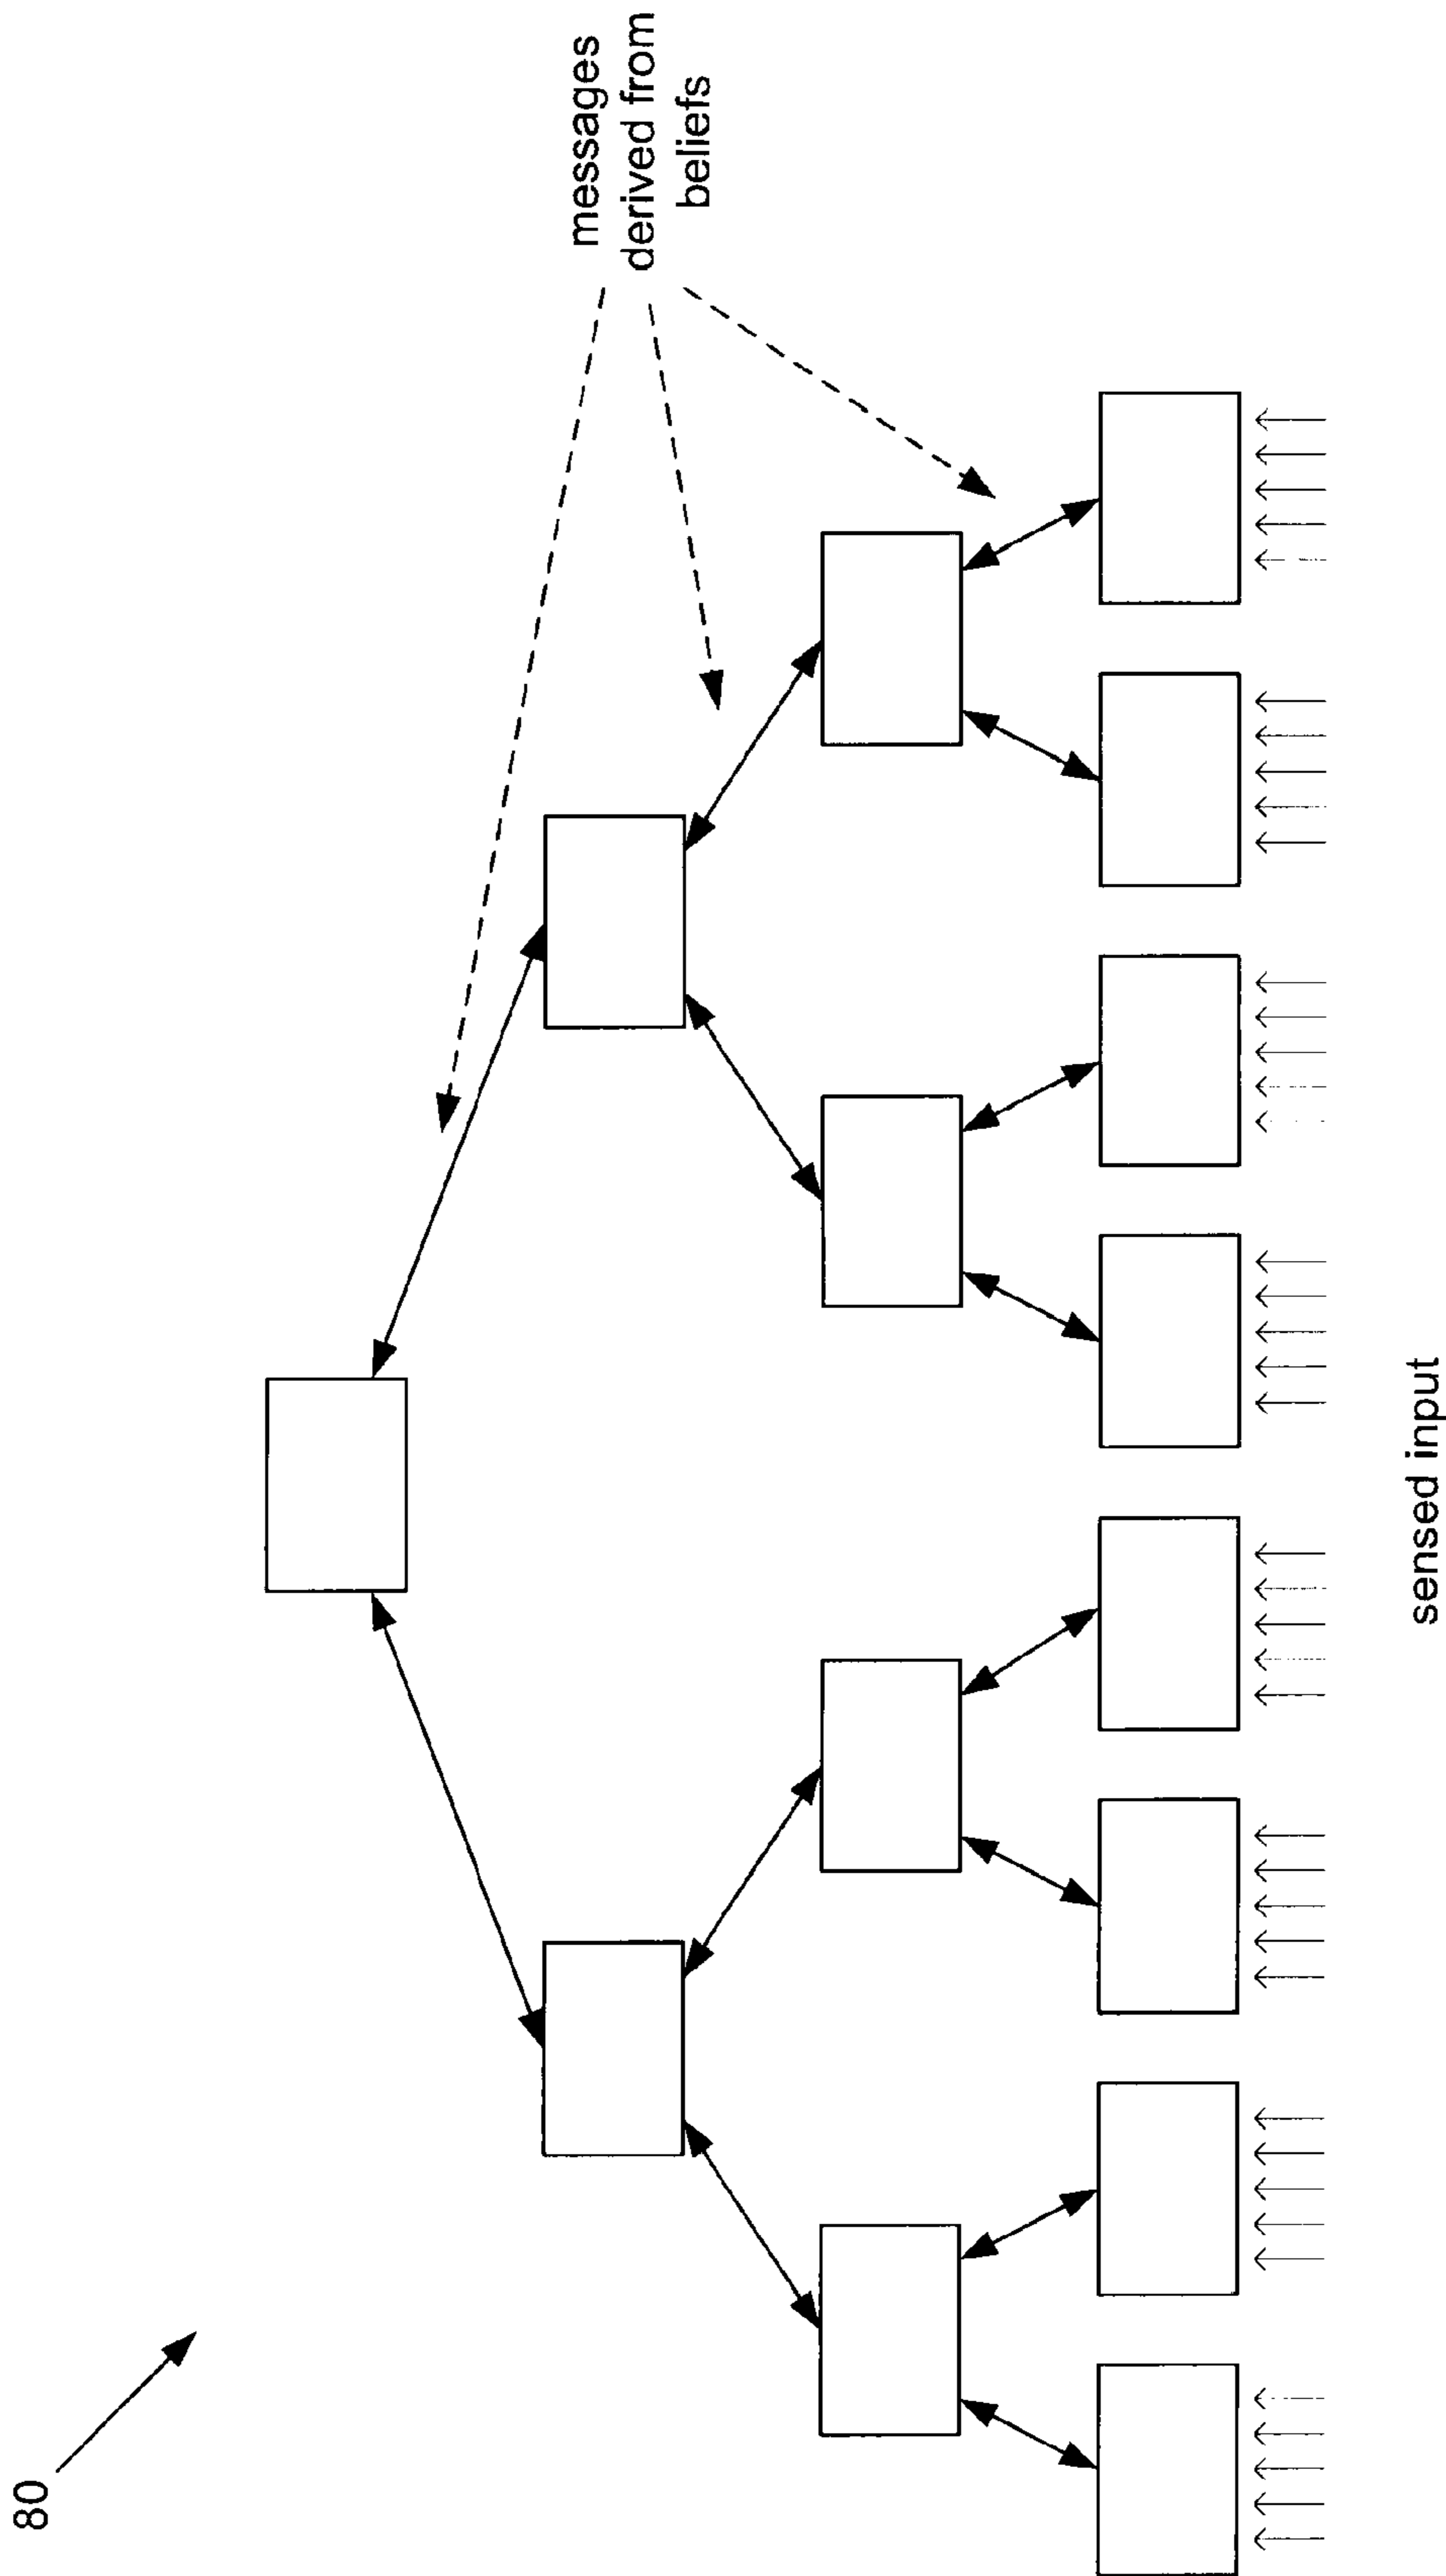 80
messages
derived from
beliefs
sensed input